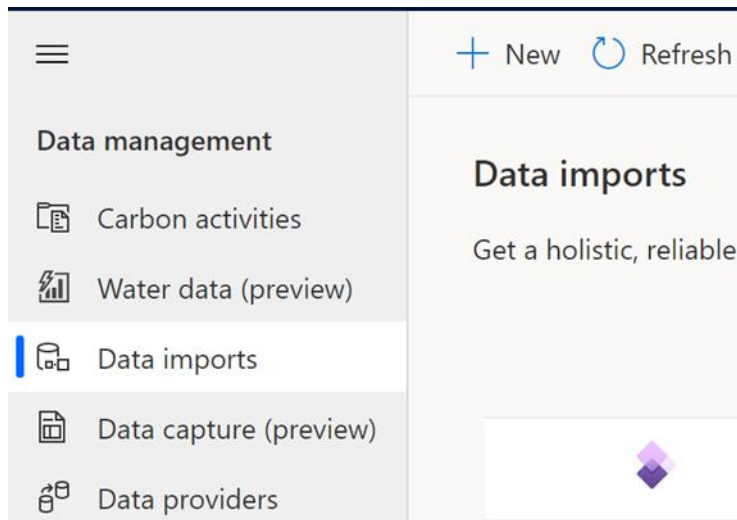 + New Refresh
Data management
Data imports
Carbon activities
Get a holistic, reliable
Water data (preview)
Data imports
Data capture (preview)
Data providers